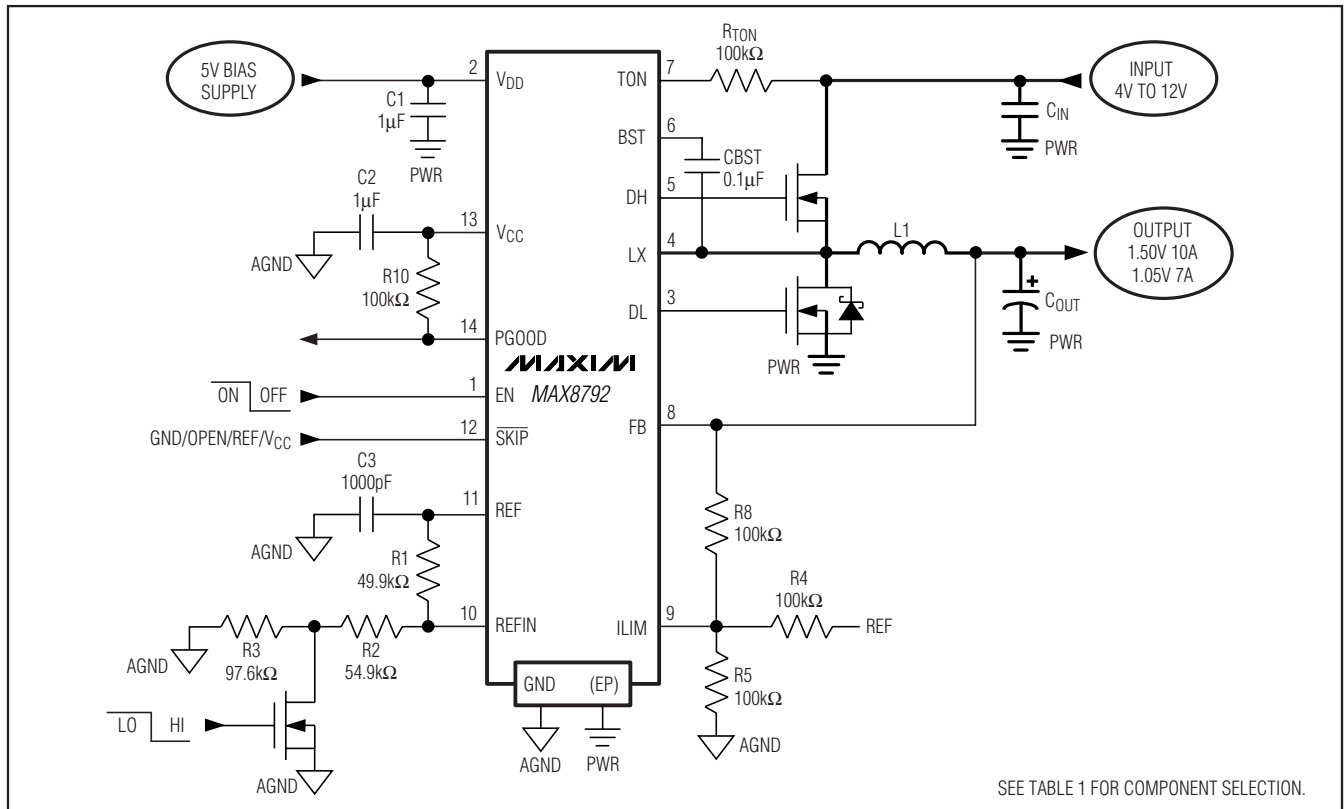 5V BIAS
SUPPLY
2
VDD
C1
1μF
PWR
C2
1μF
13
VCC
AGND
R10
100kΩ
14
PGOOD
MAXIM
MAX8792
ON OFF
1
EN
GND/OPEN/REF/VCC
12
SKIP
C3
1000pF
11
REF
AGND
R1
49.9kΩ
10
REFIN
R3
97.6kΩ
R2
54.9kΩ
AGND
LO HI
AGND
GND (EP)
AGND
PWR
RTON
100kΩ
7
TON
INPUT
4V TO 12V
CIN
PWR
6
BST
CBST
0.1μF
5
DH
4
LX
L1
OUTPUT
1.50V 10A
1.05V 7A
+
COUT
PWR
3
DL
PWR
8
FB
R8
100kΩ
R4
100kΩ
REF
9
ILIM
R5
100kΩ
AGND
SEE TABLE 1 FOR COMPONENT SELECTION.